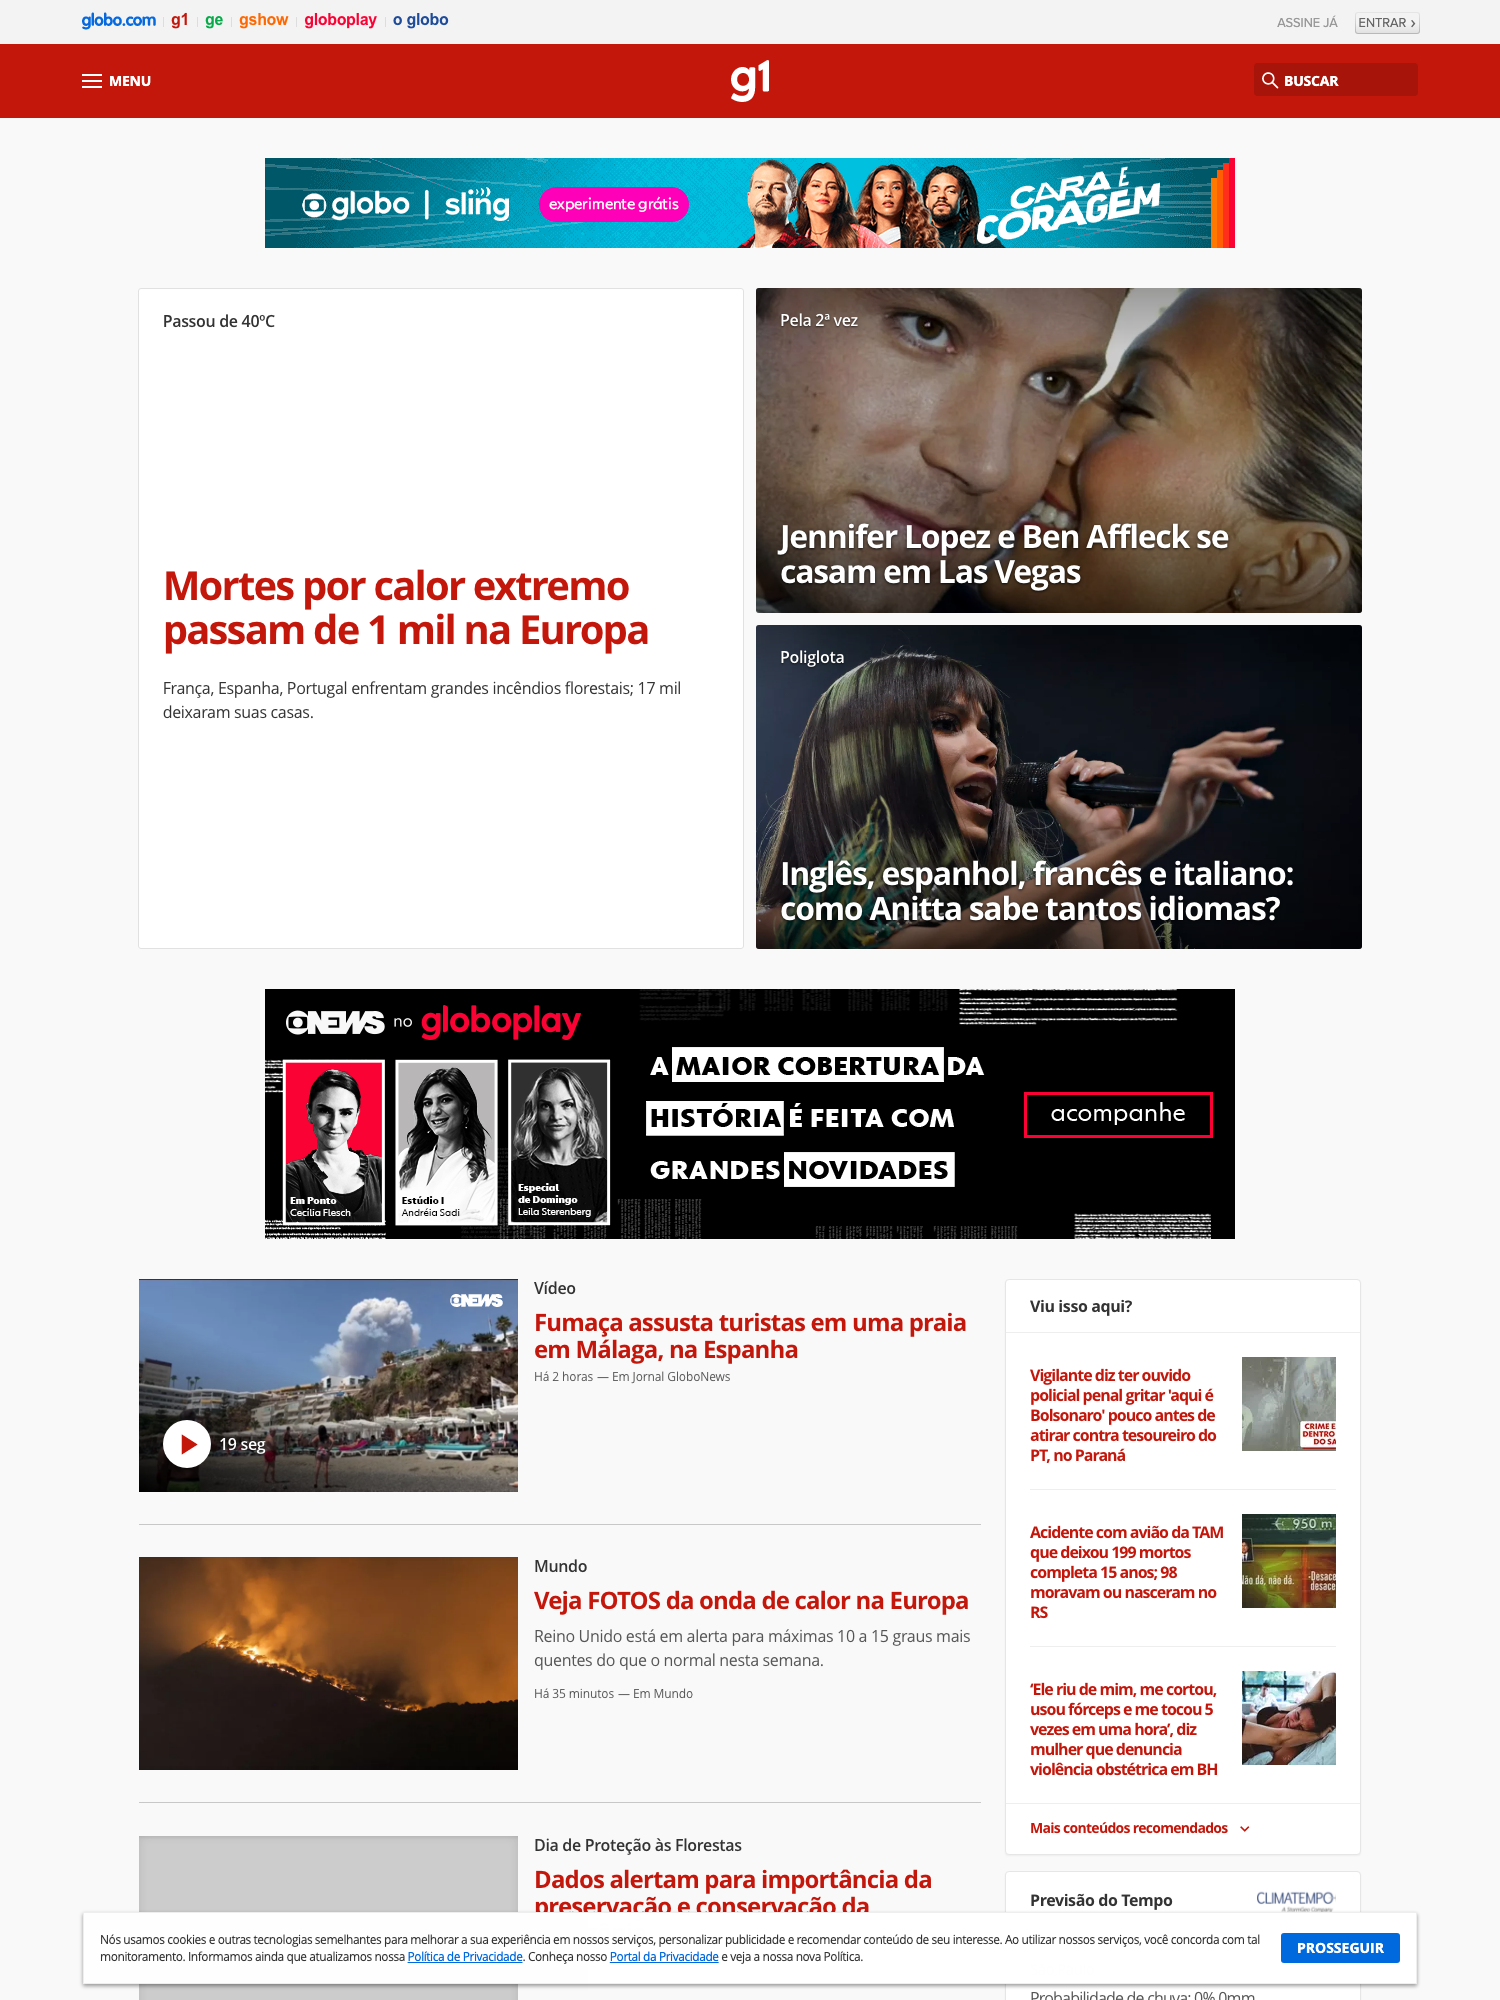 globo.com g1 ge gshow globoplay o globo
ASSINE JÁ ENTRAR ›
MENU
g1
BUSCAR
globo | sling experimente grátis
CARA E
CORAGEM
Passou de 40ºC
Mortes por calor extremo
passam de 1 mil na Europa
França, Espanha, Portugal enfrentam grandes incêndios florestais; 17 mil
deixaram suas casas.
Pela 2ª vez
Jennifer Lopez e Ben Affleck se
casam em Las Vegas
Poliglota
Inglês, espanhol, francês e italiano:
como Anitta sabe tantos idiomas?
GNEWS no globoplay
Em Ponto
Cecília Flesch
Estúdio I
Andréia Sadi
Especial
de Domingo
Leila Sterenberg
A MAIOR COBERTURA DA
HISTÓRIA É FEITA COM
GRANDES NOVIDADES
acompanhe
GNEWS
19 seg
Vídeo
Fumaça assusta turistas em uma praia
em Málaga, na Espanha
Há 2 horas — Em Jornal GloboNews
Mundo
Veja FOTOS da onda de calor na Europa
Reino Unido está em alerta para máximas 10 a 15 graus mais
quentes do que o normal nesta semana.
Há 35 minutos — Em Mundo
Dia de Proteção às Florestas
Dados alertam para importância da
preservação e conservação da
Viu isso aqui?
Vigilante diz ter ouvido
policial penal gritar 'aqui é
Bolsonaro' pouco antes de
atirar contra tesoureiro do
PT, no Paraná
CRIME E
DENTRO
DO SA
Acidente com avião da TAM
que deixou 199 mortos
completa 15 anos; 98
moravam ou nasceram no
RS
950 m
Não dá, não dá.
-Desace
desace
‘Ele riu de mim, me cortou,
usou fórceps e me tocou 5
vezes em uma hora’, diz
mulher que denuncia
violência obstétrica em BH
Mais conteúdos recomendados
Previsão do Tempo
CLIMATEMPO
Probabilidade de chuva: 0% 0mm
Nós usamos cookies e outras tecnologias semelhantes para melhorar a sua experiência em nossos serviços, personalizar publicidade e recomendar conteúdo de seu interesse. Ao utilizar nossos serviços, você concorda com tal
monitoramento. Informamos ainda que atualizamos nossa Política de Privacidade. Conheça nosso Portal da Privacidade e veja a nossa nova Política.
PROSSEGUIR